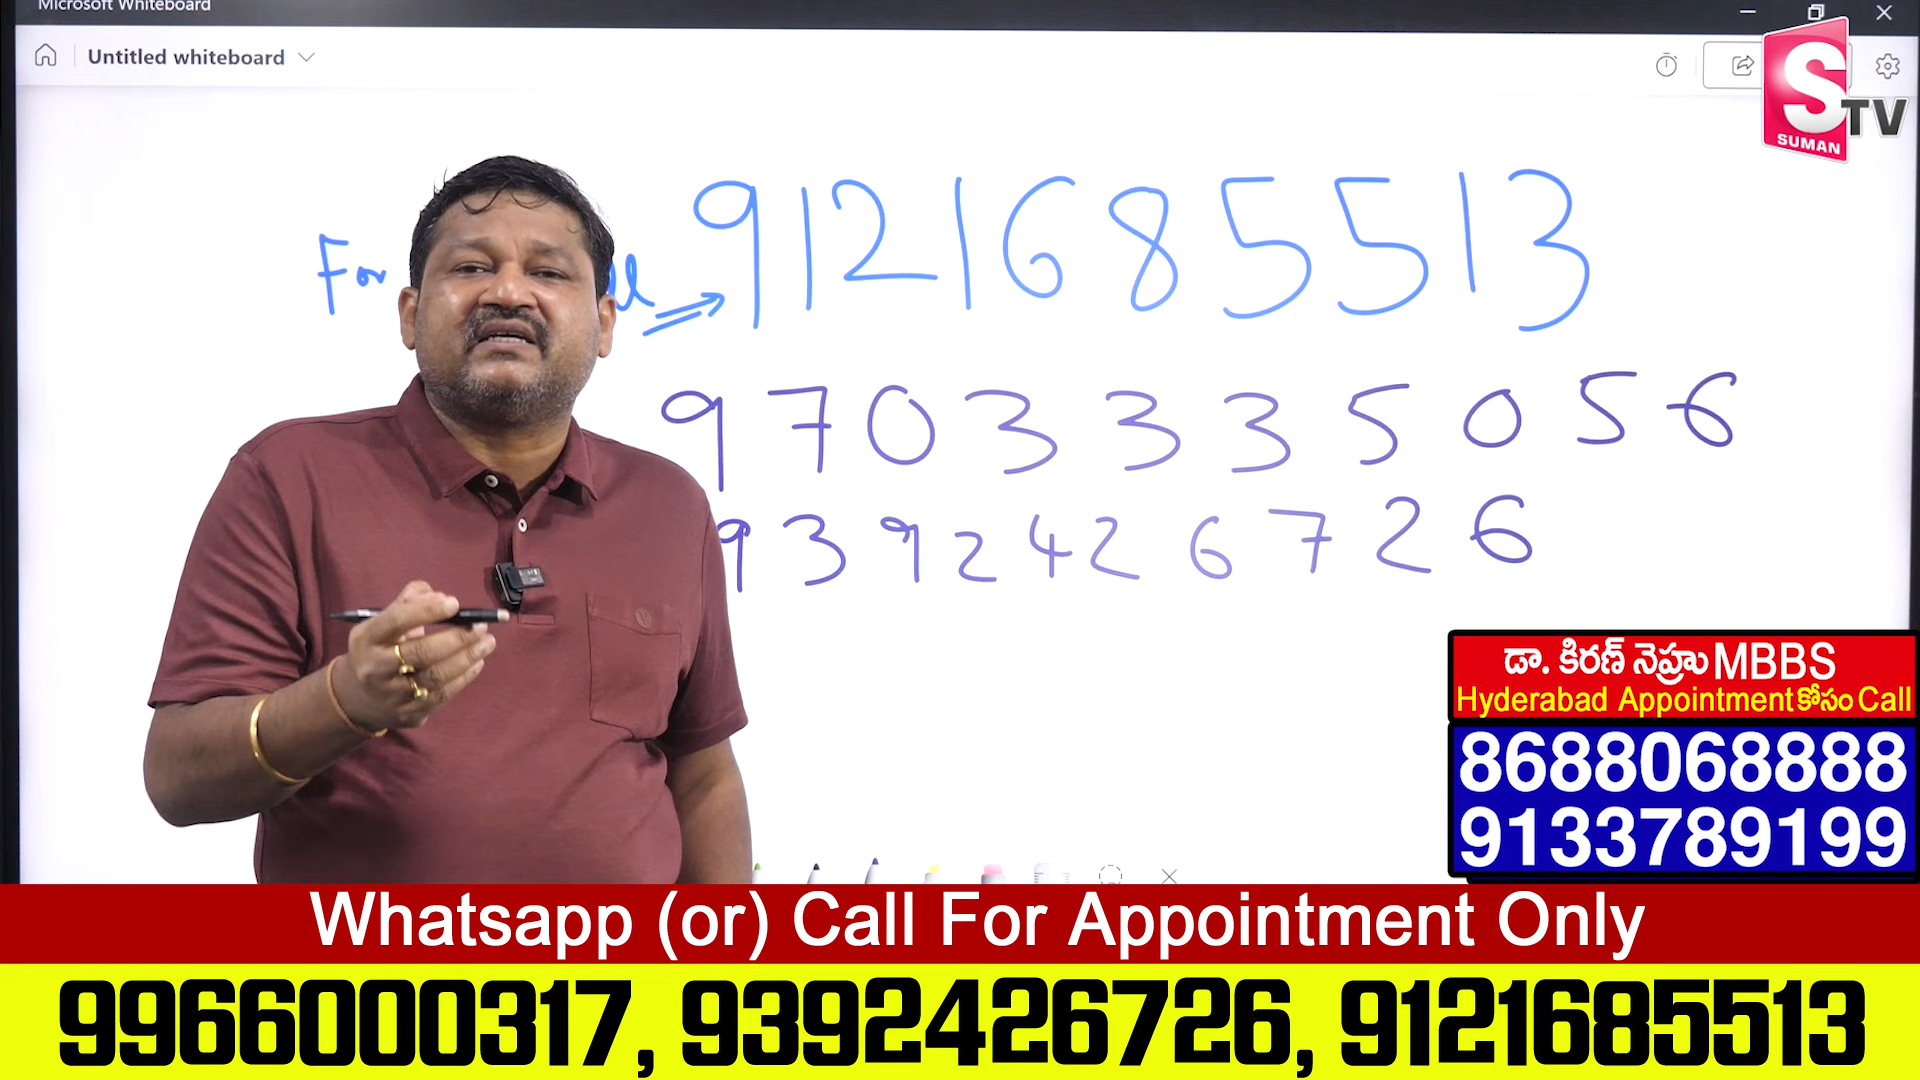 Microsoft Whiteboard
Untitled whiteboard
S TV
SUMAN
For
9121685513
9703335056
9392426726
డా. కిరణ్ నెహ్రు MBBS
Hyderabad Appointment కోసం Call
8688068888
9133789199
Whatsapp (or) Call For Appointment Only
9966000317, 9392426726, 9121685513